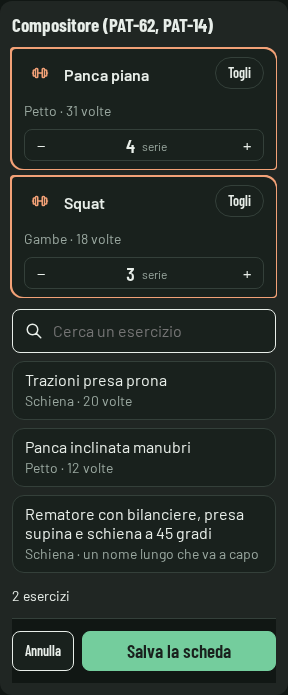 Compositore (PAT-62, PAT-14)
Panca piana
Togli
Petto · 31 volte
− 4 serie +
Squat
Togli
Gambe · 18 volte
− 3 serie +
Cerca un esercizio
Trazioni presa prona
Schiena · 20 volte
Panca inclinata manubri
Petto · 12 volte
Rematore con bilanciere, presa
supina e schiena a 45 gradi
Schiena · un nome lungo che va a capo
2 esercizi
Annulla
Salva la scheda